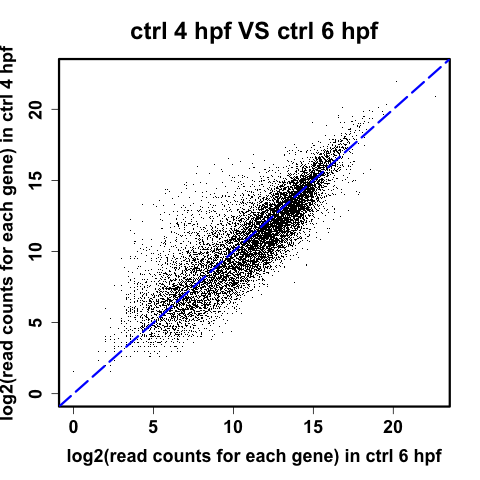 ctrl 4 hpf VS ctrl 6 hpf
log2(read counts for each gene) in ctrl 4 hpf
20
15
10
5
0
0 5 10 15 20
log2(read counts for each gene) in ctrl 6 hpf